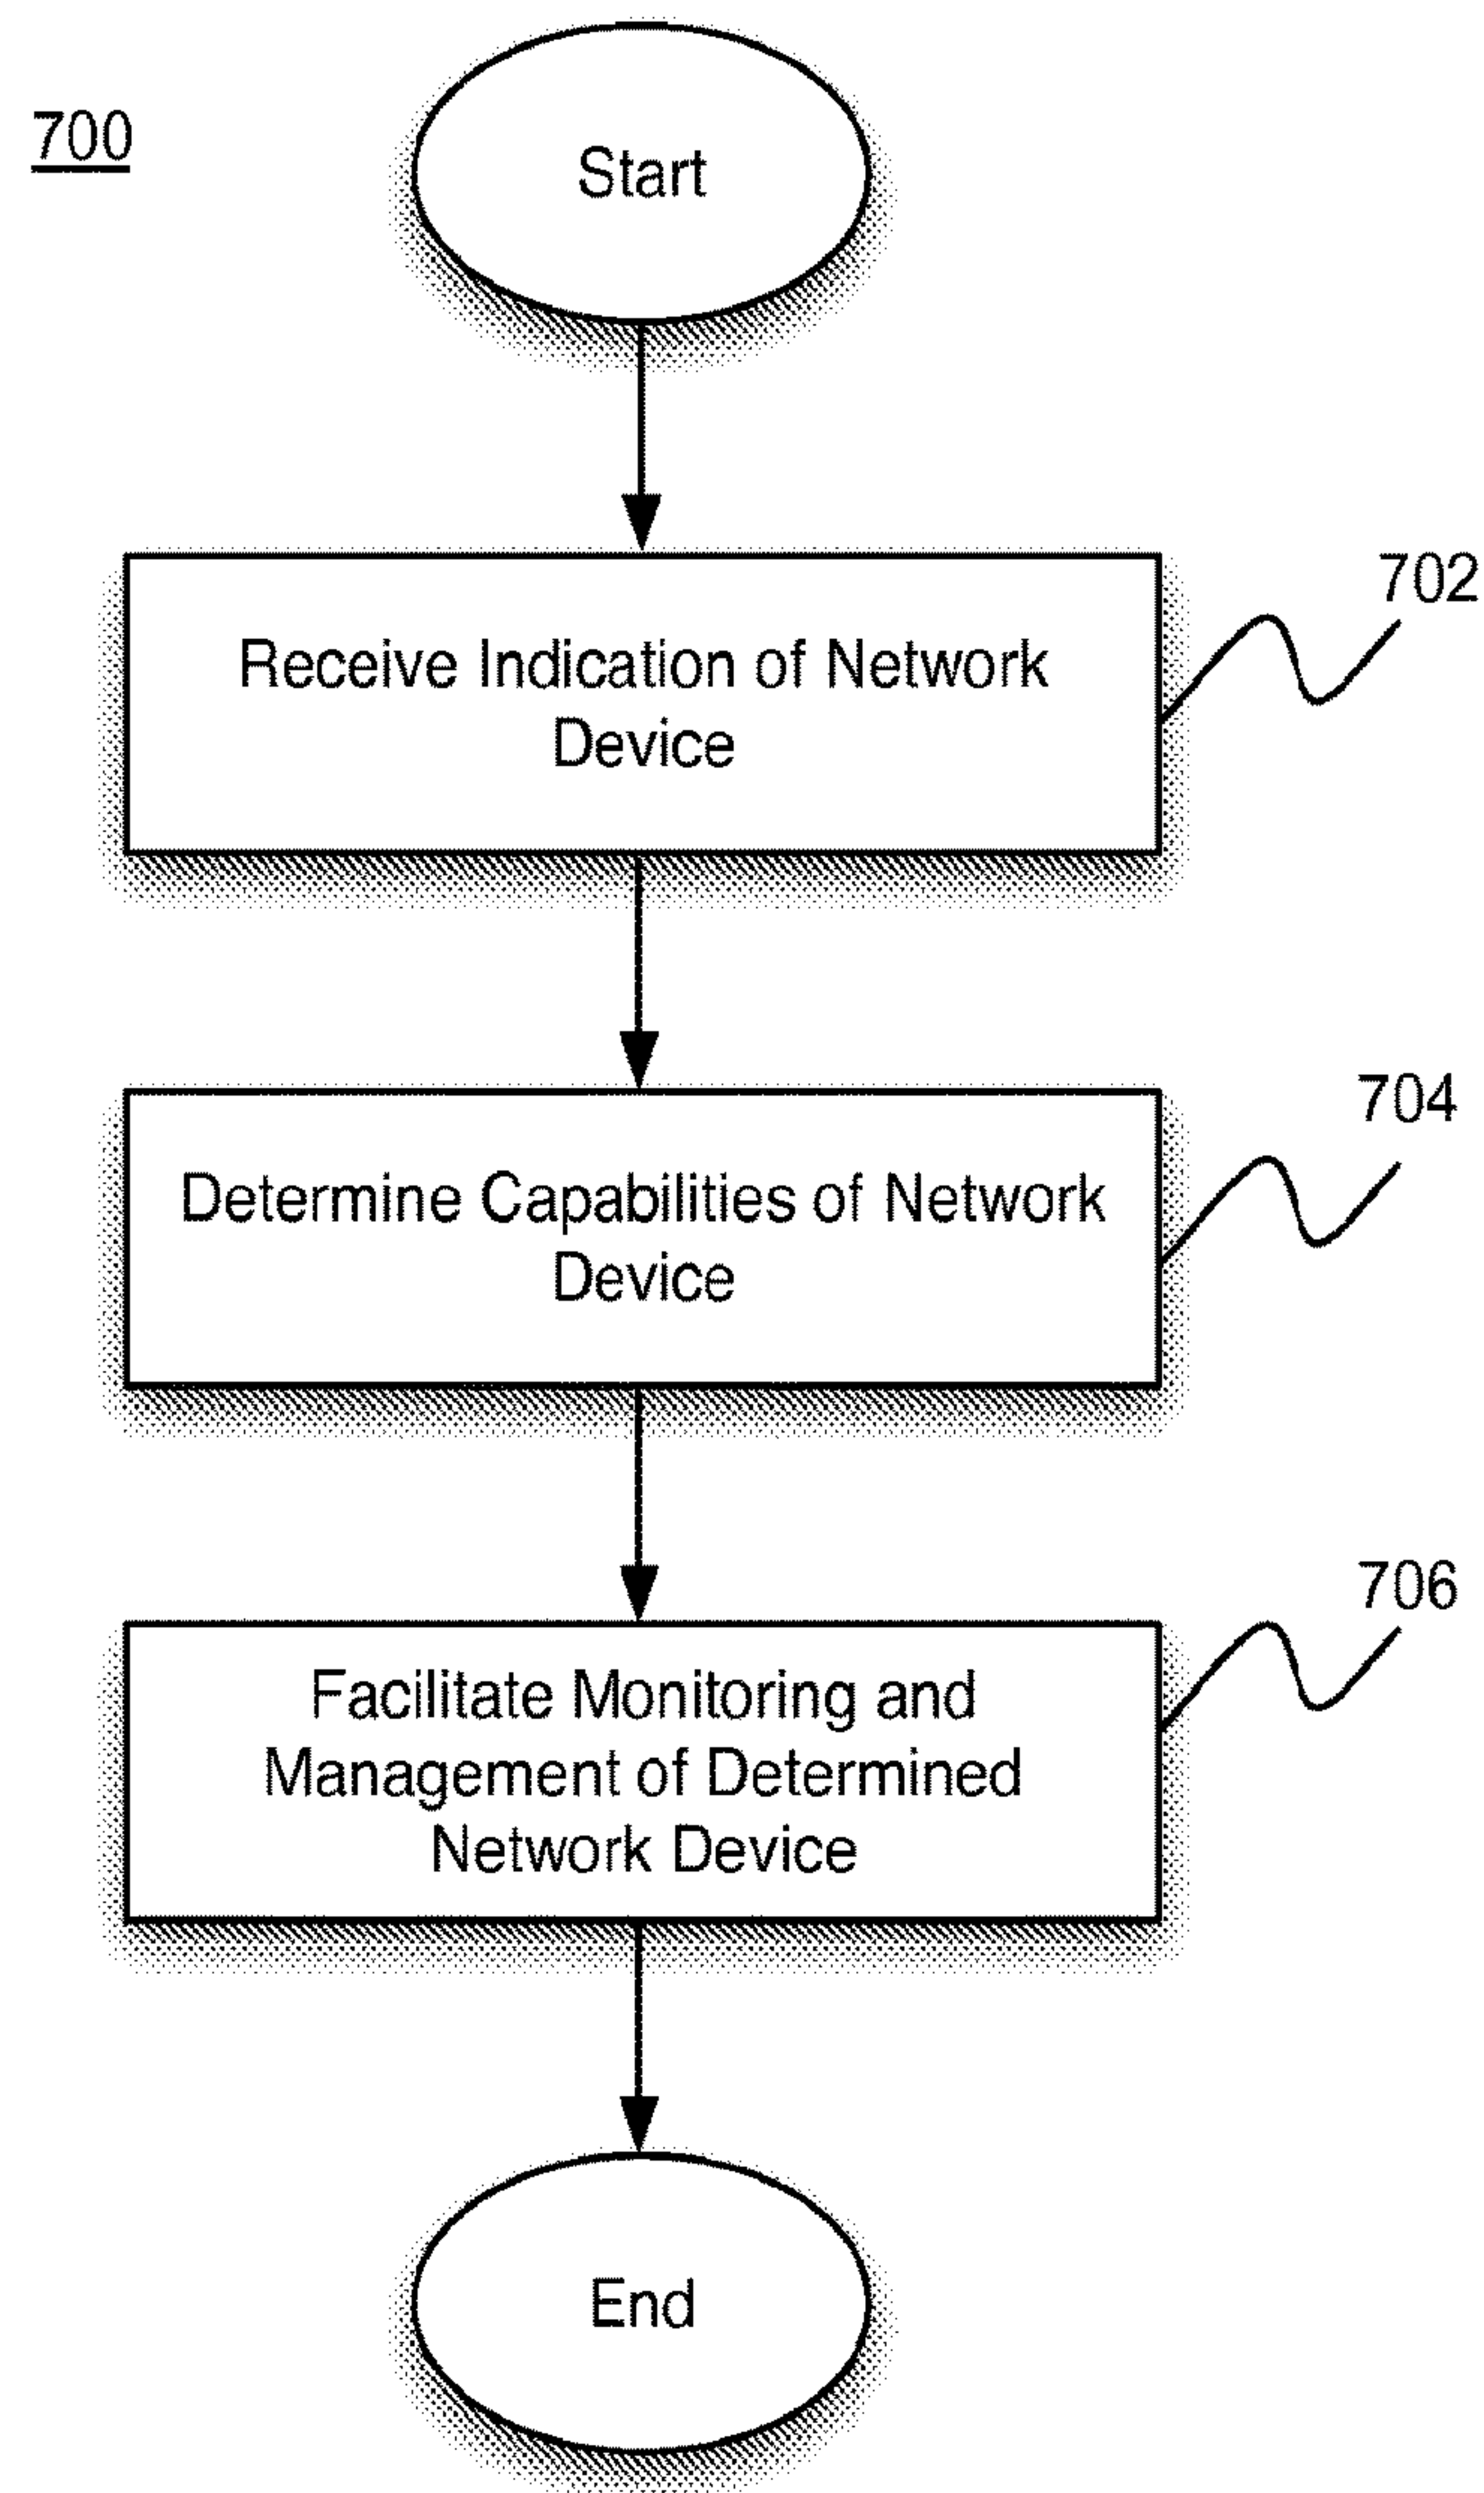 700
Start
702
Receive Indication of Network
Device
704
Determine Capabilities of Network
Device
706
Facilitate Monitoring and
Management of Determined
Network Device
End